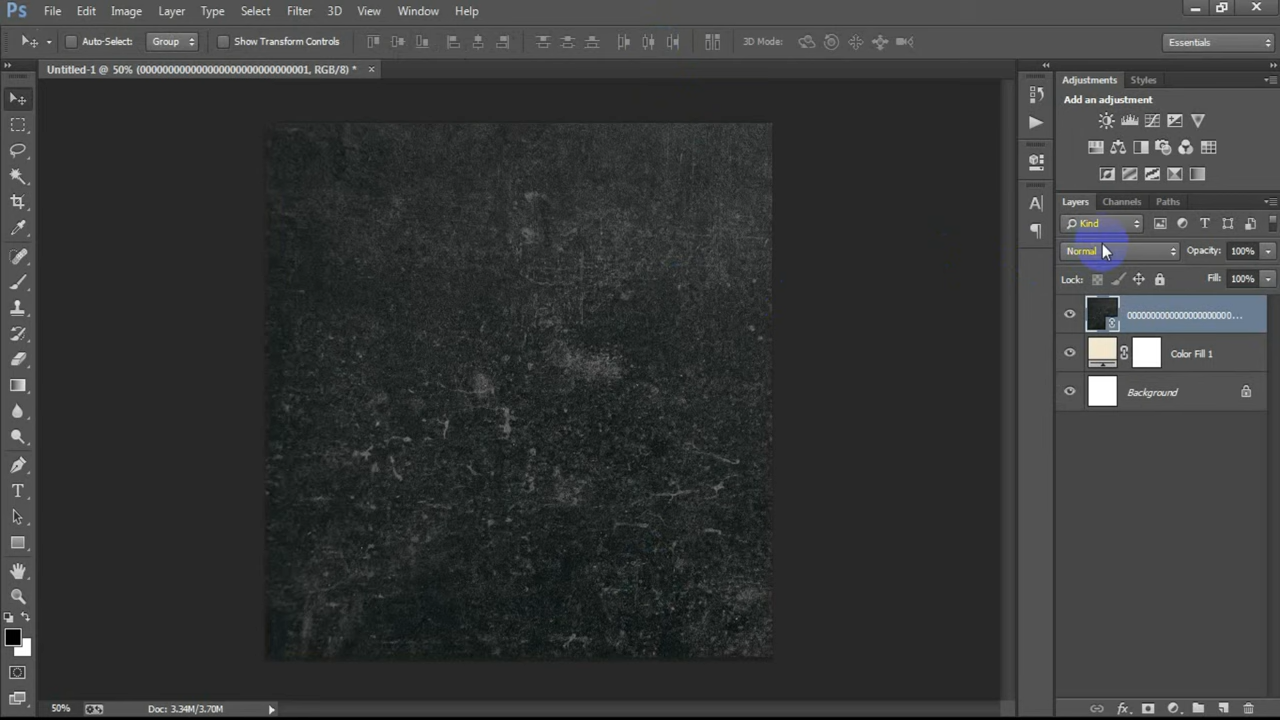 Ps File Edit Image Layer Type Select Filter 3D View Window Help
Auto-Select: Group Show Transform Controls 3D Mode: Essentials
Untitled-1 @ 50% (0000000000000000000000000001, RGB/8) *
Adjustments Styles
Add an adjustment
Layers Channels Paths
Kind
Normal Opacity: 100%
Lock: Fill: 100%
00000000000000000000...
Color Fill 1
Background
50% Doc: 3.34M/3.70M